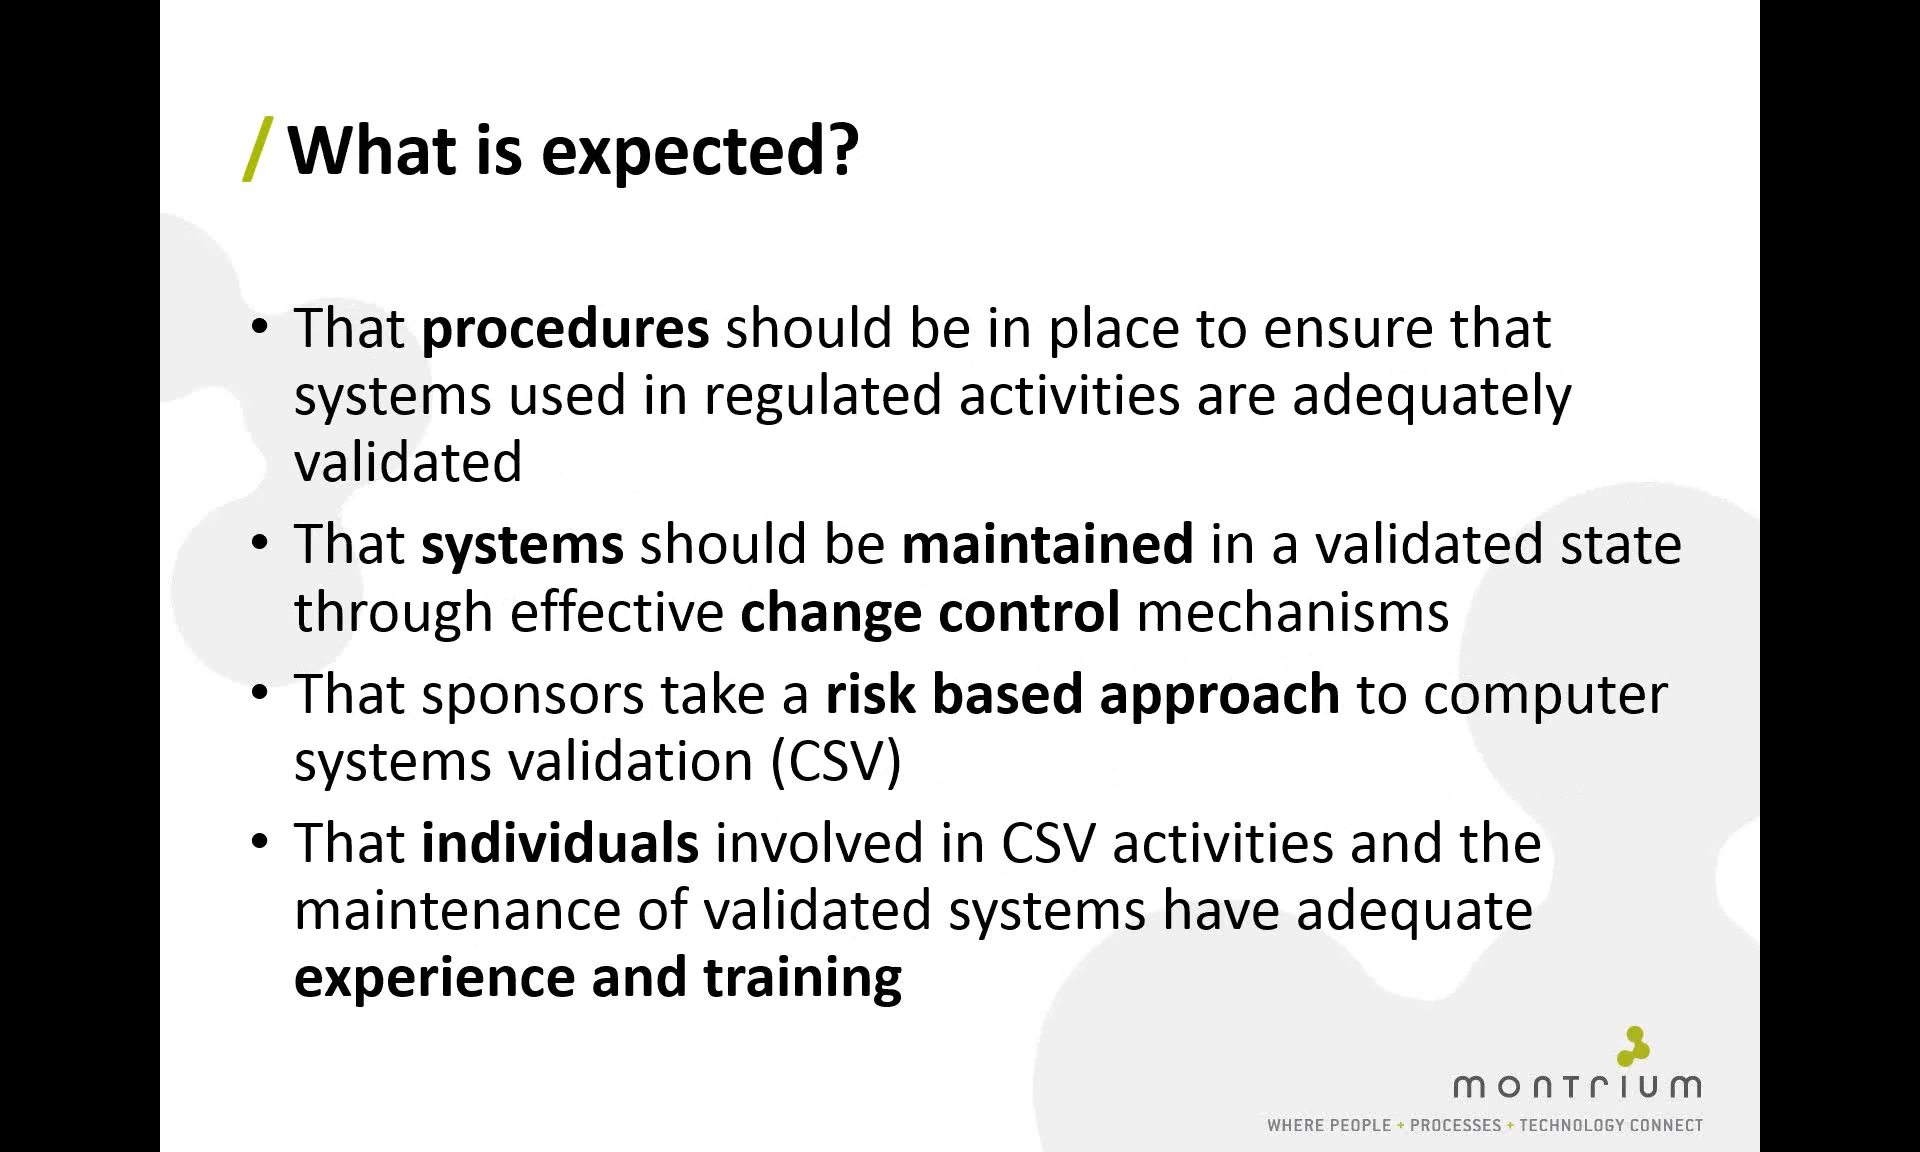 / What is expected?
• That procedures should be in place to ensure that
systems used in regulated activities are adequately
validated
• That systems should be maintained in a validated state
through effective change control mechanisms
• That sponsors take a risk based approach to computer
systems validation (CSV)
• That individuals involved in CSV activities and the
maintenance of validated systems have adequate
experience and training
montrium
WHERE PEOPLE + PROCESSES + TECHNOLOGY CONNECT